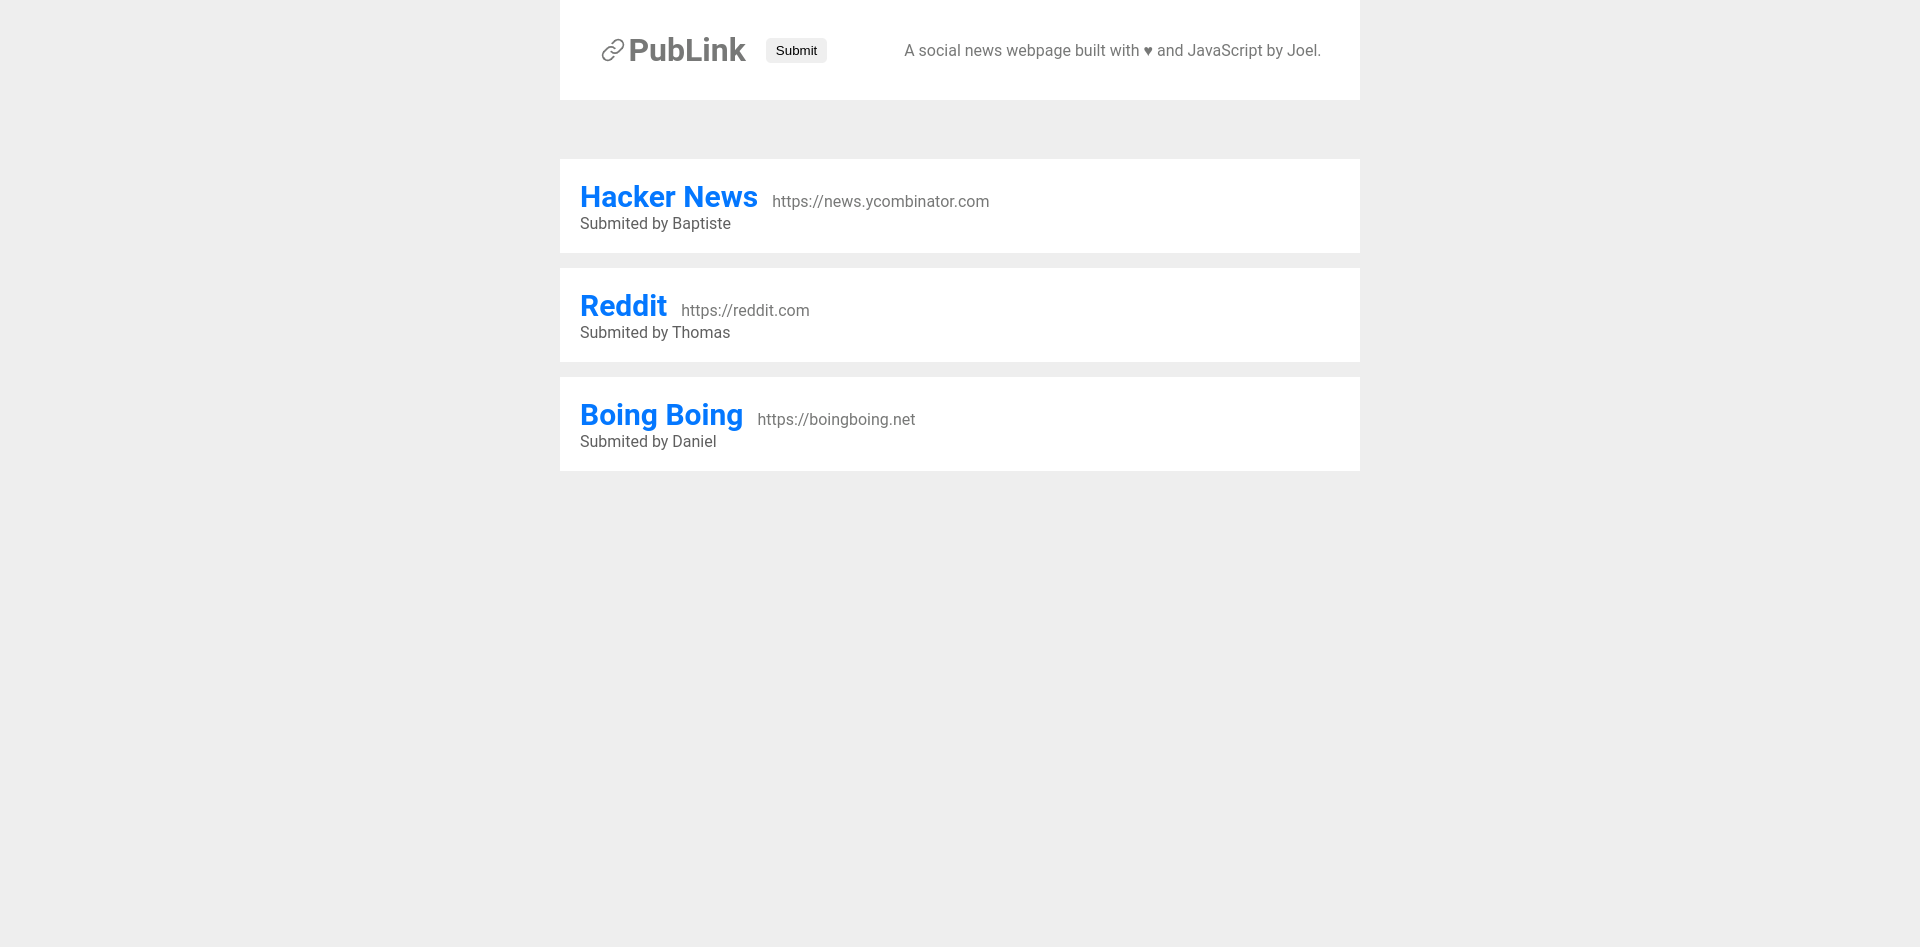 PubLink Submit A social news webpage built with ♥ and JavaScript by Joel.
Hacker News https://news.ycombinator.com
Submited by Baptiste
Reddit https://reddit.com
Submited by Thomas
Boing Boing https://boingboing.net
Submited by Daniel